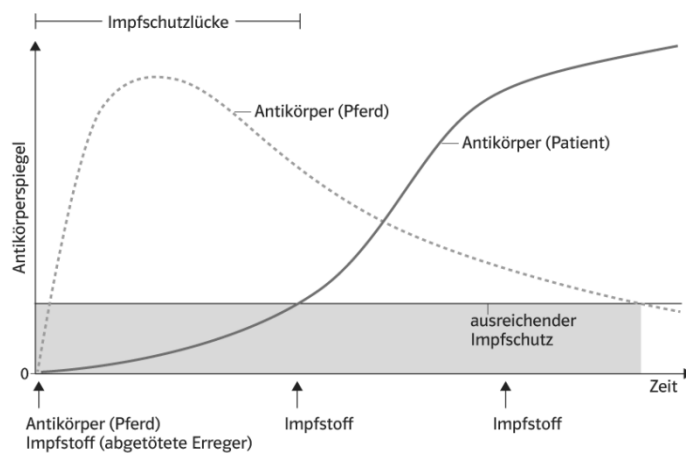 Impfschutzlücke
Antikörperspiegel
Antikörper (Pferd)
Antikörper (Patient)
ausreichender
Impfschutz
0
Zeit
Antikörper (Pferd)
Impfstoff (abgetötete Erreger)
Impfstoff
Impfstoff